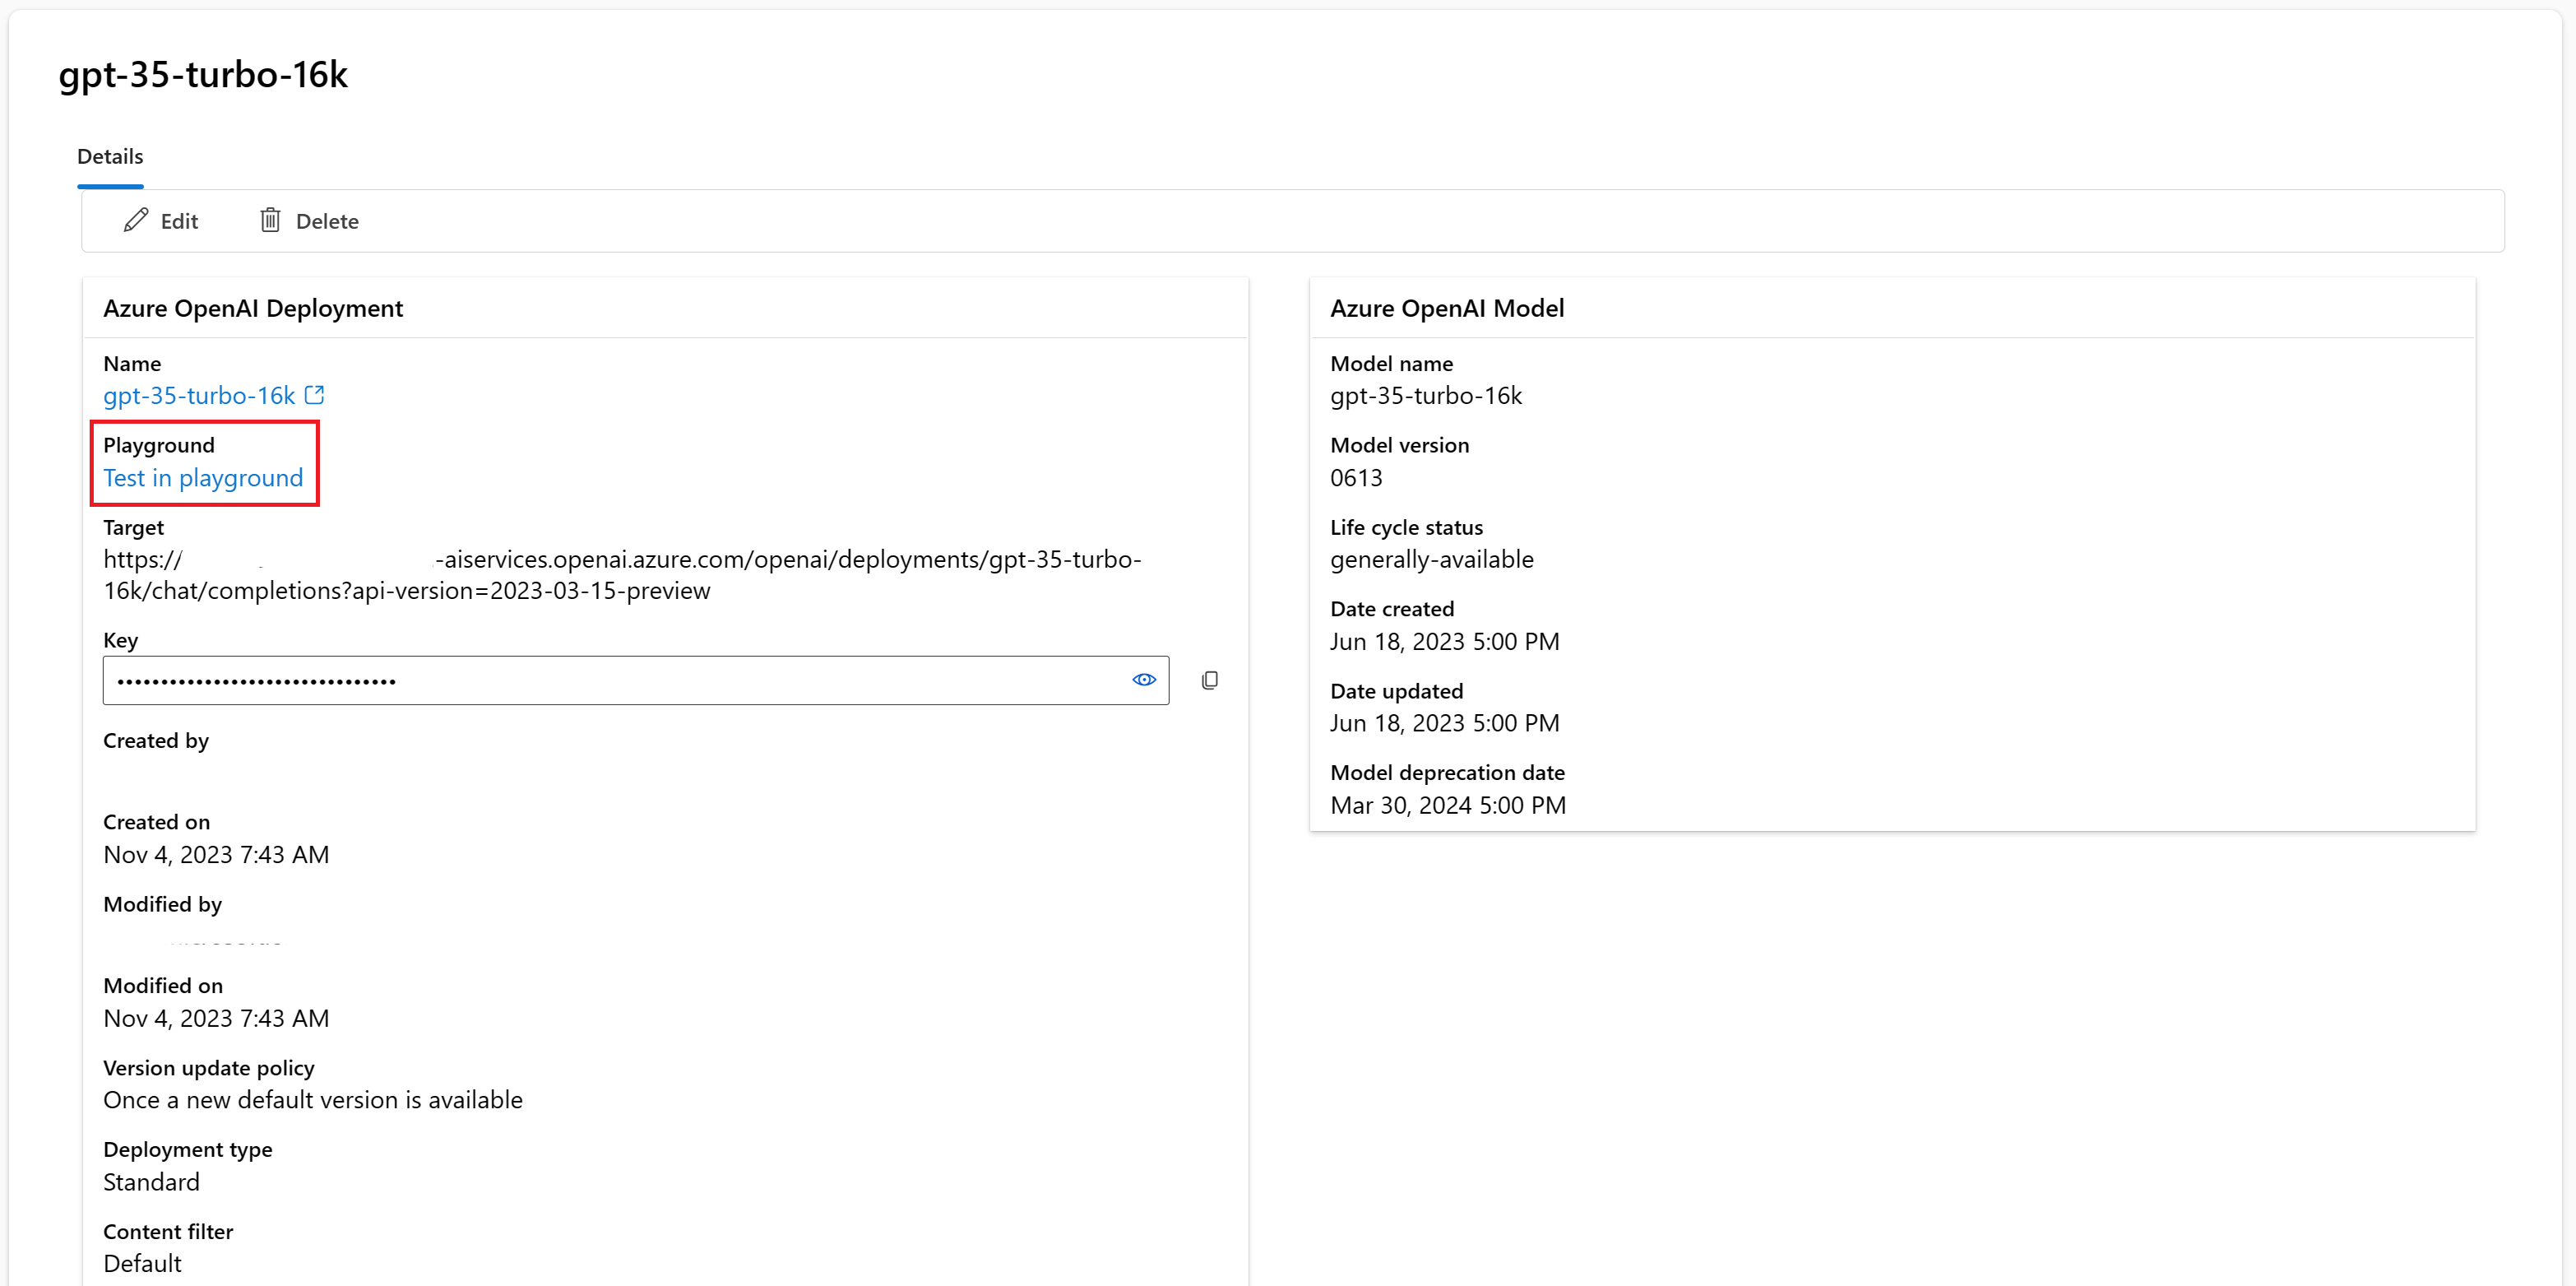 gpt-35-turbo-16k
Details
Edit
Delete
Azure OpenAI Deployment
Name
gpt-35-turbo-16k
Playground
Test in playground
Target
https:// -aiservices.openai.azure.com/openai/deployments/gpt-35-turbo-
16k/chat/completions?api-version=2023-03-15-preview
Key
••••••••••••••••••••••••••••••••
Created by
Created on
Nov 4, 2023 7:43 AM
Modified by
Modified on
Nov 4, 2023 7:43 AM
Version update policy
Once a new default version is available
Deployment type
Standard
Content filter
Default
Azure OpenAI Model
Model name
gpt-35-turbo-16k
Model version
0613
Life cycle status
generally-available
Date created
Jun 18, 2023 5:00 PM
Date updated
Jun 18, 2023 5:00 PM
Model deprecation date
Mar 30, 2024 5:00 PM